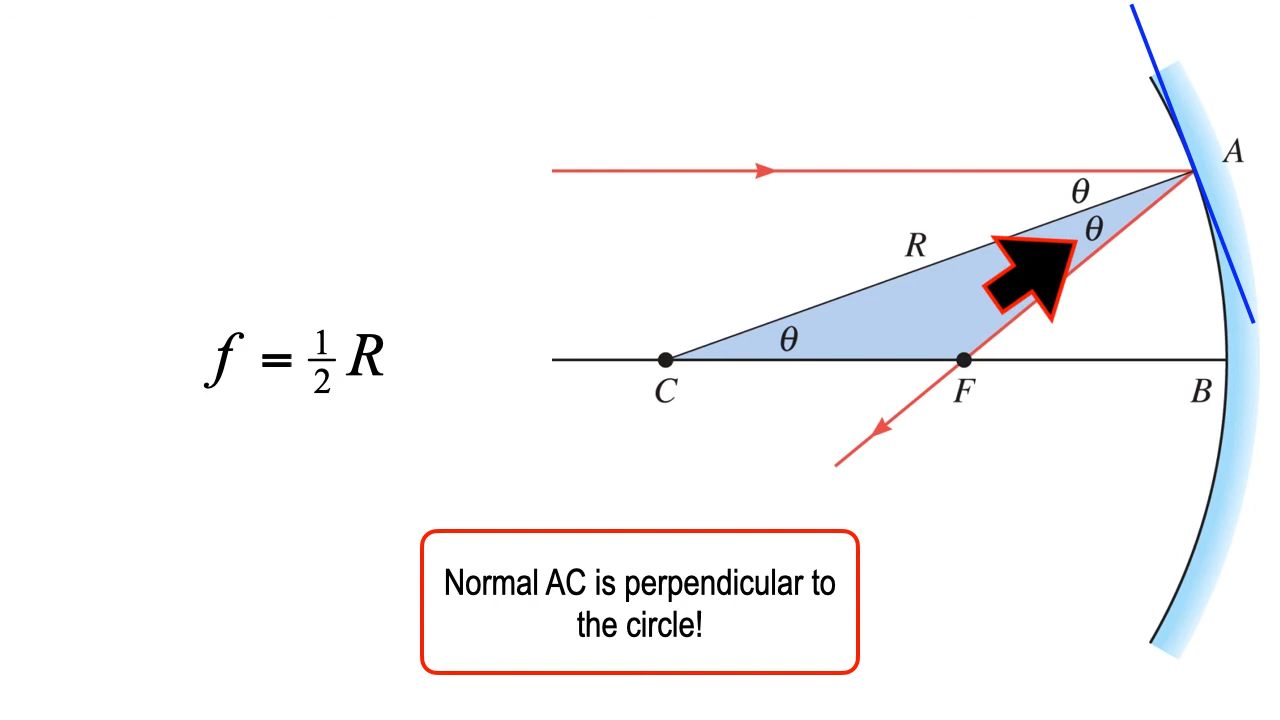 A
θ
θ
R
f = 1/2 R
θ
C
F
B
Normal AC is perpendicular to
the circle!